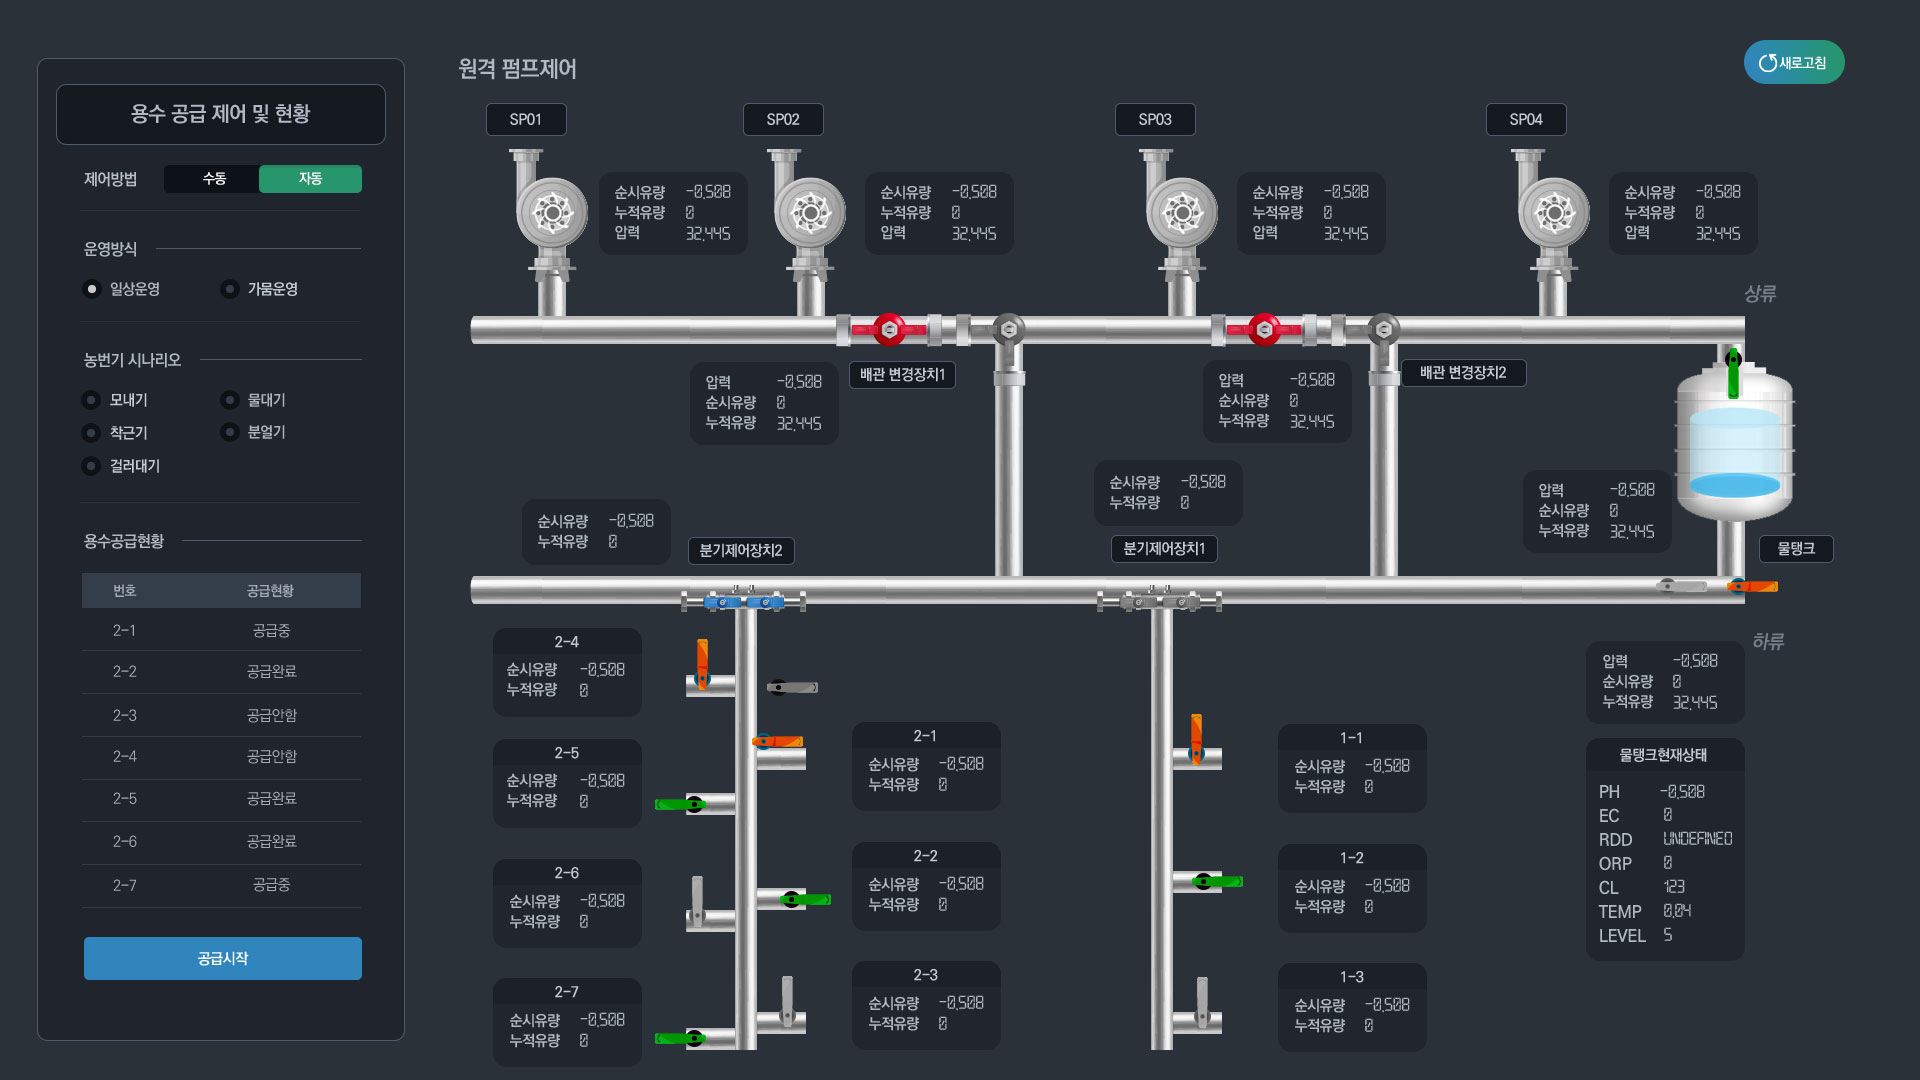 용수 공급 제어 및 현황
제어방법 수동 자동
운영방식
일상운영 가뭄운영
농번기 시나리오
모내기 물대기
착근기 분얼기
걸러대기
용수공급현황
번호 공급현황
2-1 공급중
2-2 공급완료
2-3 공급안함
2-4 공급안함
2-5 공급완료
2-6 공급완료
2-7 공급중
공급시작
원격 펌프제어
새로고침
SP01
순시유량 -0.508
누적유량 0
압력 32.445
SP02
순시유량 -0.508
누적유량 0
압력 32.445
SP03
순시유량 -0.508
누적유량 0
압력 32.445
SP04
순시유량 -0.508
누적유량 0
압력 32.445
상류
배관 변경장치1
압력 -0.508
순시유량 0
누적유량 32.445
배관 변경장치2
압력 -0.508
순시유량 0
누적유량 32.445
순시유량 -0.508
누적유량 0
분기제어장치2
순시유량 -0.508
누적유량 0
분기제어장치1
압력 -0.508
순시유량 0
누적유량 32.445
물탱크
하류
2-4
순시유량 -0.508
누적유량 0
2-5
순시유량 -0.508
누적유량 0
2-6
순시유량 -0.508
누적유량 0
2-7
순시유량 -0.508
누적유량 0
2-1
순시유량 -0.508
누적유량 0
2-2
순시유량 -0.508
누적유량 0
2-3
순시유량 -0.508
누적유량 0
1-1
순시유량 -0.508
누적유량 0
1-2
순시유량 -0.508
누적유량 0
1-3
순시유량 -0.508
누적유량 0
압력 -0.508
순시유량 0
누적유량 32.445
물탱크현재상태
PH -0.508
EC 0
RDD UNDEFINED
ORP 0
CL 123
TEMP 0.04
LEVEL 5